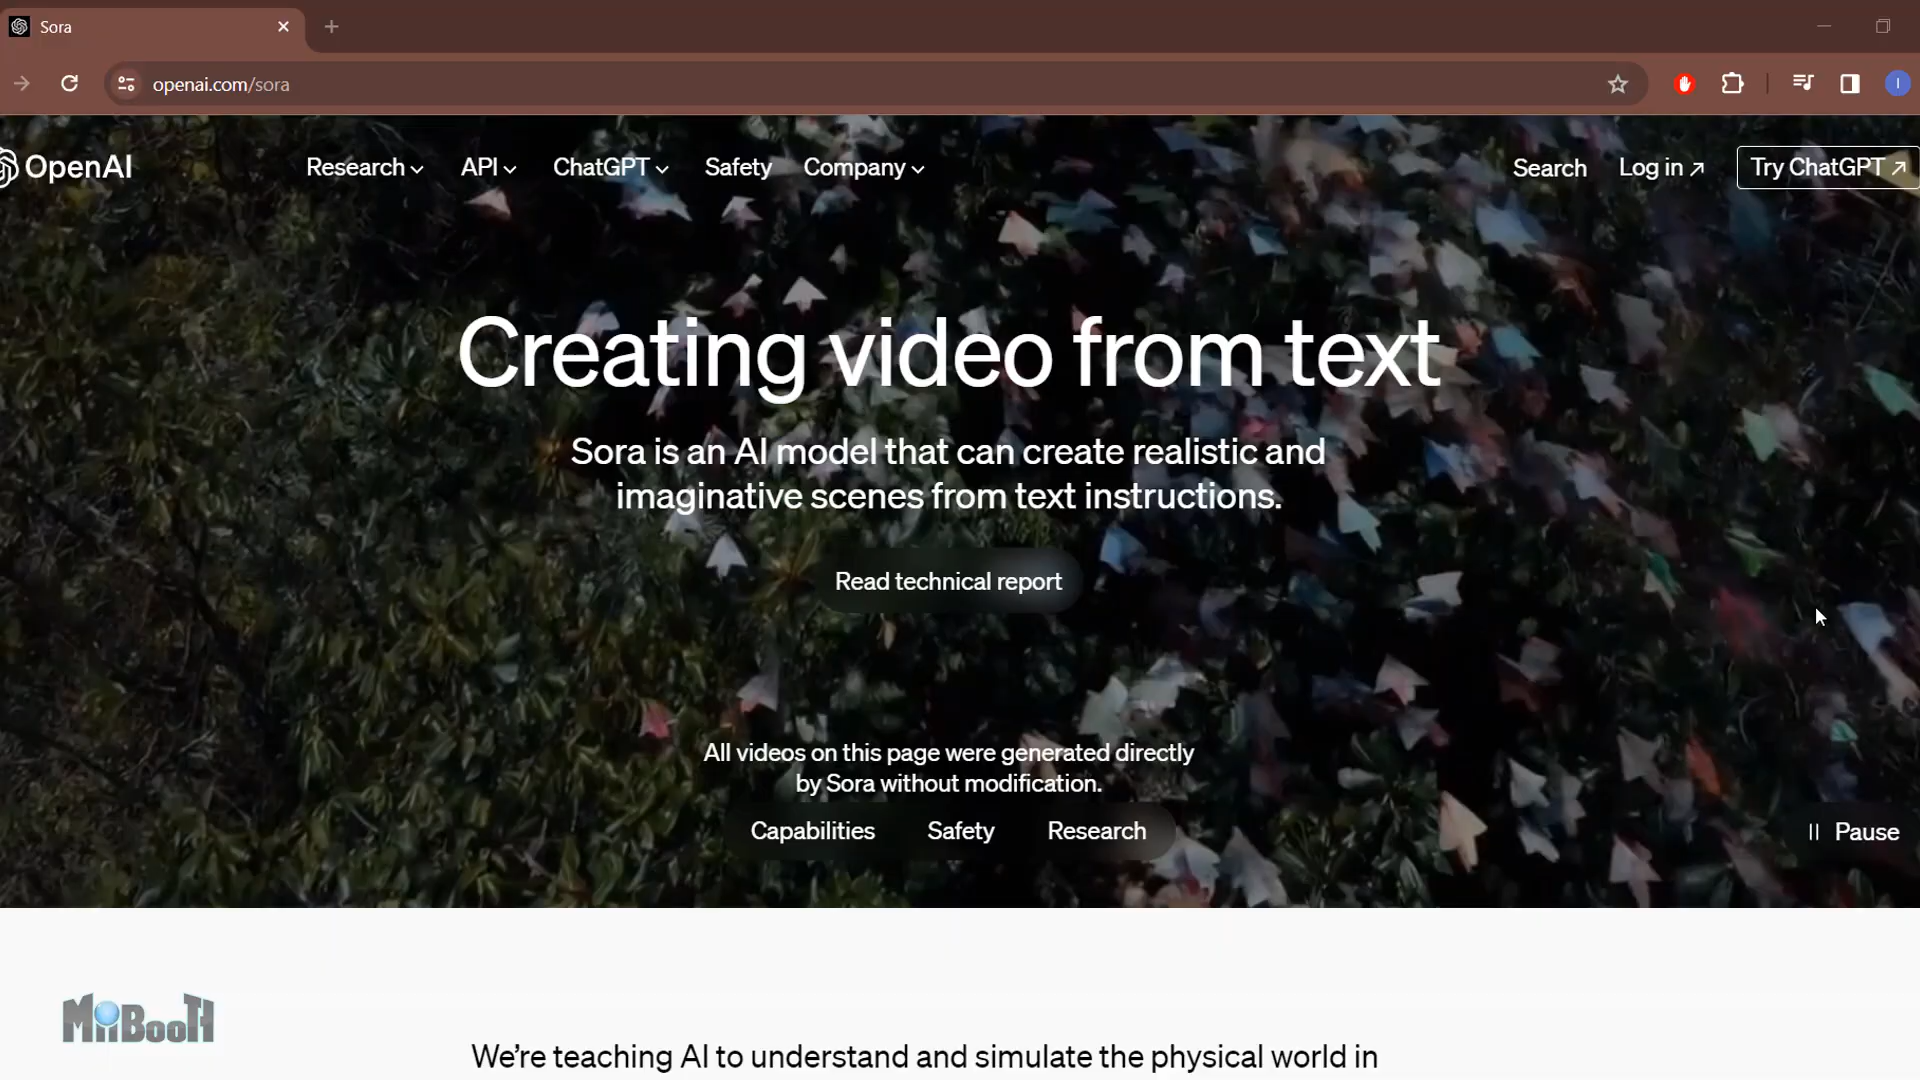 Sora
openai.com/sora
I
OpenAI
Research
API
ChatGPT
Safety
Company
Search
Log in ↗
Try ChatGPT ↗
Creating video from text
Sora is an AI model that can create realistic and
imaginative scenes from text instructions.
Read technical report
All videos on this page were generated directly
by Sora without modification.
Capabilities
Safety
Research
Pause
MiiBooTH
We’re teaching AI to understand and simulate the physical world in